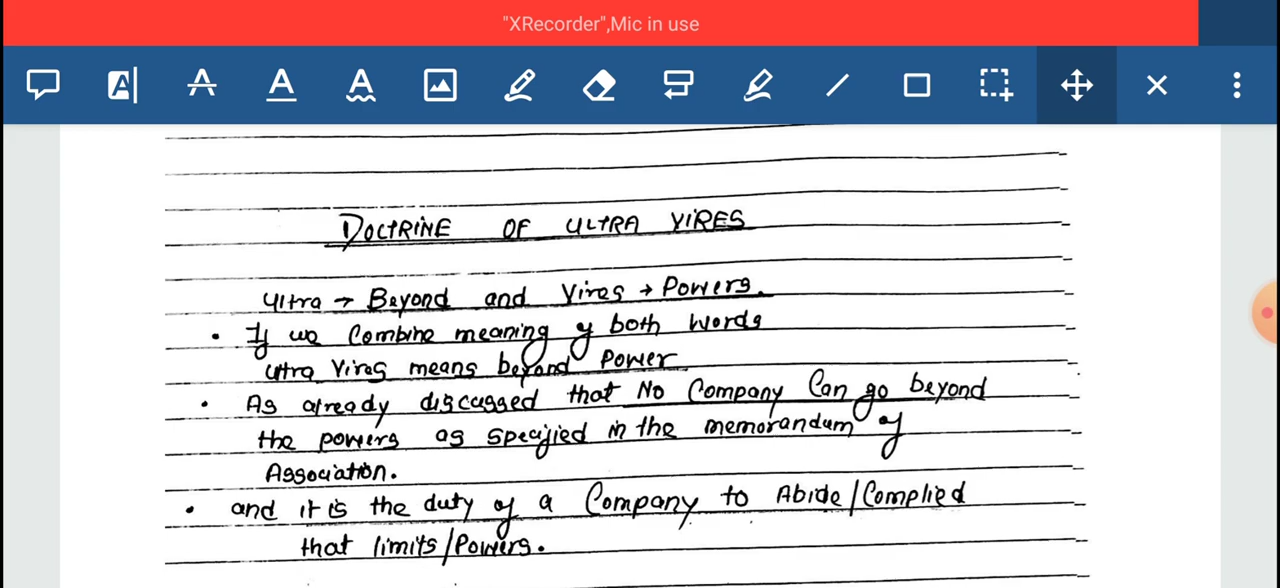 "XRecorder",Mic in use
DOCTRINE OF ULTRA VIRES
Ultra → Beyond and Vires → Powers.
• If we Combine meaning of both words
Ultra Vires means beyond Power
• As already discussed that No Company Can go beyond
the powers as specified in the memorandum of
Association.
• and it is the duty of a Company to Abide/Complied
that limits/Powers.